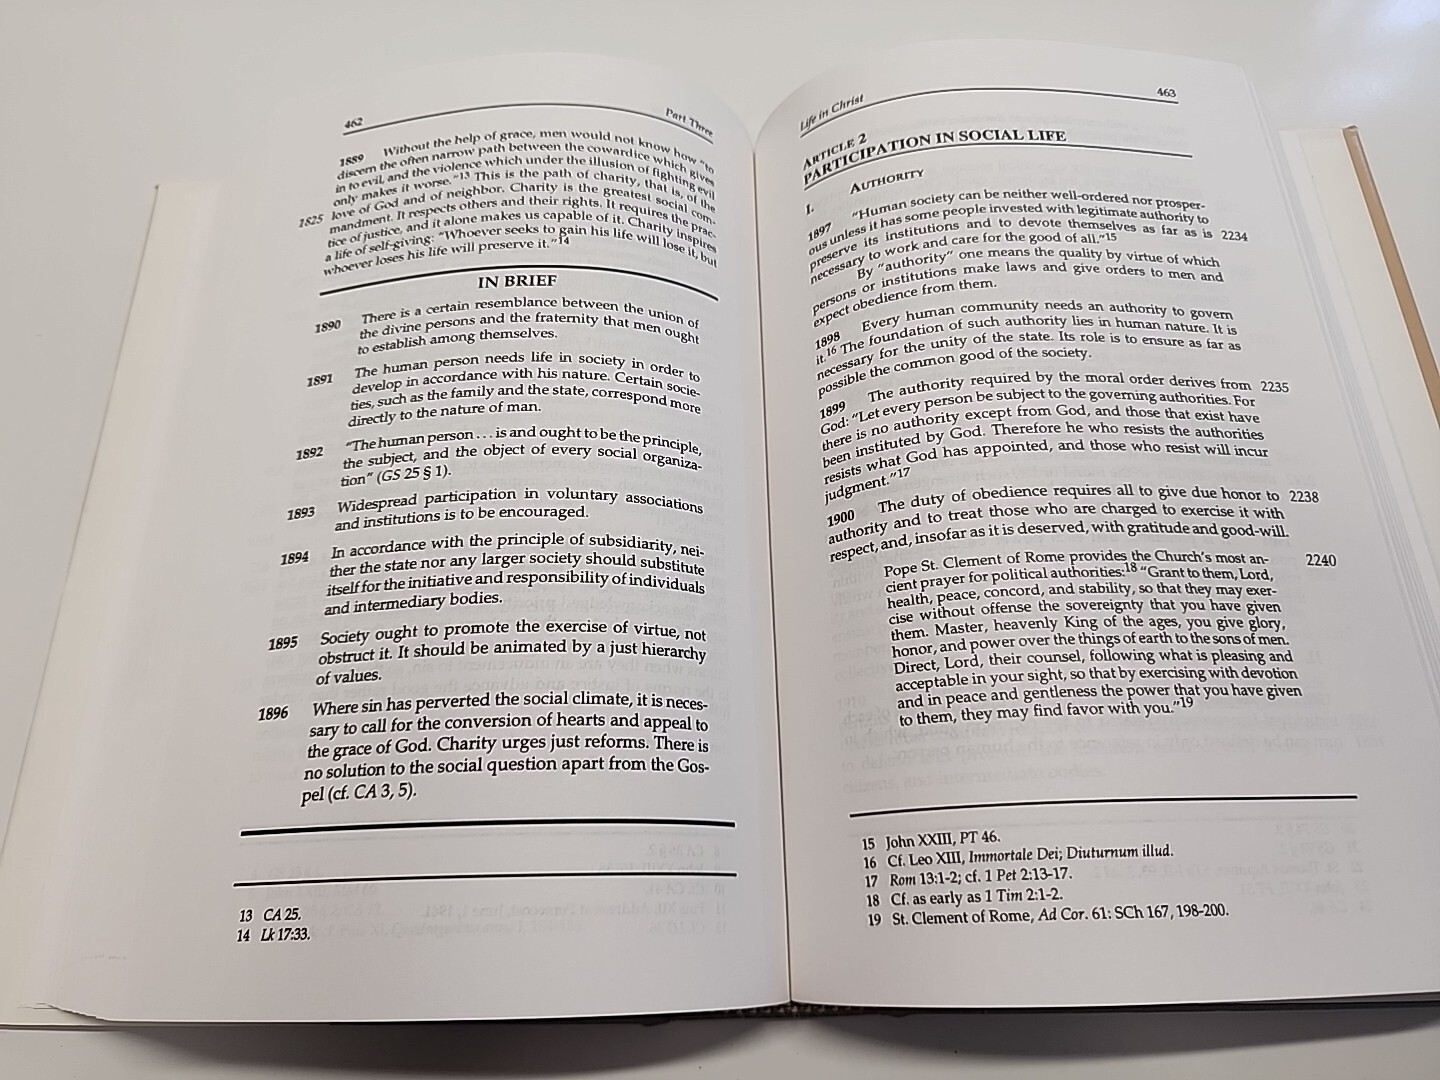 462
Part Three
1889 Without the help of grace, men would not know how "to
discern the often narrow path between the cowardice which gives
in to evil, and the violence which under the illusion of fighting evil
only makes it worse."13 This is the path of charity, that is, of the
1825 love of God and of neighbor. Charity is the greatest social com-
mandment. It respects others and their rights. It requires the prac-
tice of justice, and it alone makes us capable of it. Charity inspires
a life of self-giving: "Whoever seeks to gain his life will lose it, but
whoever loses his life will preserve it."14
IN BRIEF
1890 There is a certain resemblance between the union of
the divine persons and the fraternity that men ought
to establish among themselves.
1891 The human person needs life in society in order to
develop in accordance with his nature. Certain socie-
ties, such as the family and the state, correspond more
directly to the nature of man.
1892 "The human person . . . is and ought to be the principle,
the subject, and the object of every social organiza-
tion" (GS 25 § 1).
1893 Widespread participation in voluntary associations
and institutions is to be encouraged.
1894 In accordance with the principle of subsidiarity, nei-
ther the state nor any larger society should substitute
itself for the initiative and responsibility of individuals
and intermediary bodies.
1895 Society ought to promote the exercise of virtue, not
obstruct it. It should be animated by a just hierarchy
of values.
1896 Where sin has perverted the social climate, it is neces-
sary to call for the conversion of hearts and appeal to
the grace of God. Charity urges just reforms. There is
no solution to the social question apart from the Gos-
pel (cf. CA 3, 5).
13 CA 25.
14 Lk 17:33.
Life in Christ
463
ARTICLE 2
PARTICIPATION IN SOCIAL LIFE
I. AUTHORITY
1897 "Human society can be neither well-ordered nor prosper-
ous unless it has some people invested with legitimate authority to
preserve its institutions and to devote themselves as far as is 2234
necessary to work and care for the good of all."15
By "authority" one means the quality by virtue of which
persons or institutions make laws and give orders to men and
expect obedience from them.
1898 Every human community needs an authority to govern
it.16 The foundation of such authority lies in human nature. It is
necessary for the unity of the state. Its role is to ensure as far as
possible the common good of the society.
1899 The authority required by the moral order derives from 2235
God: "Let every person be subject to the governing authorities. For
there is no authority except from God, and those that exist have
been instituted by God. Therefore he who resists the authorities
resists what God has appointed, and those who resist will incur
judgment."17
1900 The duty of obedience requires all to give due honor to 2238
authority and to treat those who are charged to exercise it with
respect, and, insofar as it is deserved, with gratitude and good-will.
Pope St. Clement of Rome provides the Church's most an- 2240
cient prayer for political authorities:18 "Grant to them, Lord,
health, peace, concord, and stability, so that they may exer-
cise without offense the sovereignty that you have given
them. Master, heavenly King of the ages, you give glory,
honor, and power over the things of earth to the sons of men.
Direct, Lord, their counsel, following what is pleasing and
acceptable in your sight, so that by exercising with devotion
and in peace and gentleness the power that you have given
to them, they may find favor with you."19
15 John XXIII, PT 46.
16 Cf. Leo XIII, Immortale Dei; Diuturnum illud.
17 Rom 13:1-2; cf. 1 Pet 2:13-17.
18 Cf. as early as 1 Tim 2:1-2.
19 St. Clement of Rome, Ad Cor. 61: SCh 167, 198-200.